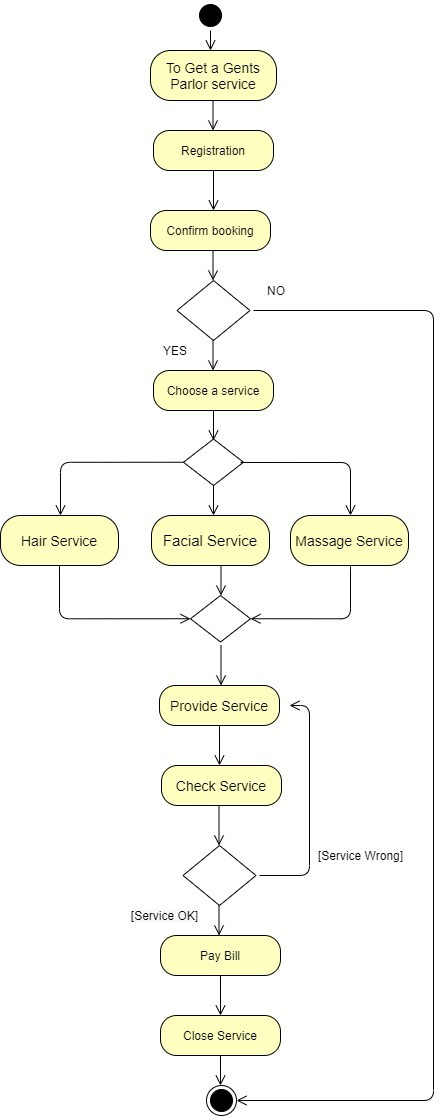 To Get a Gents
Parlor service
Registration
Confirm booking
NO
YES
Choose a service
Hair Service
Facial Service
Massage Service
Provide Service
Check Service
[Service Wrong]
[Service OK]
Pay Bill
Close Service